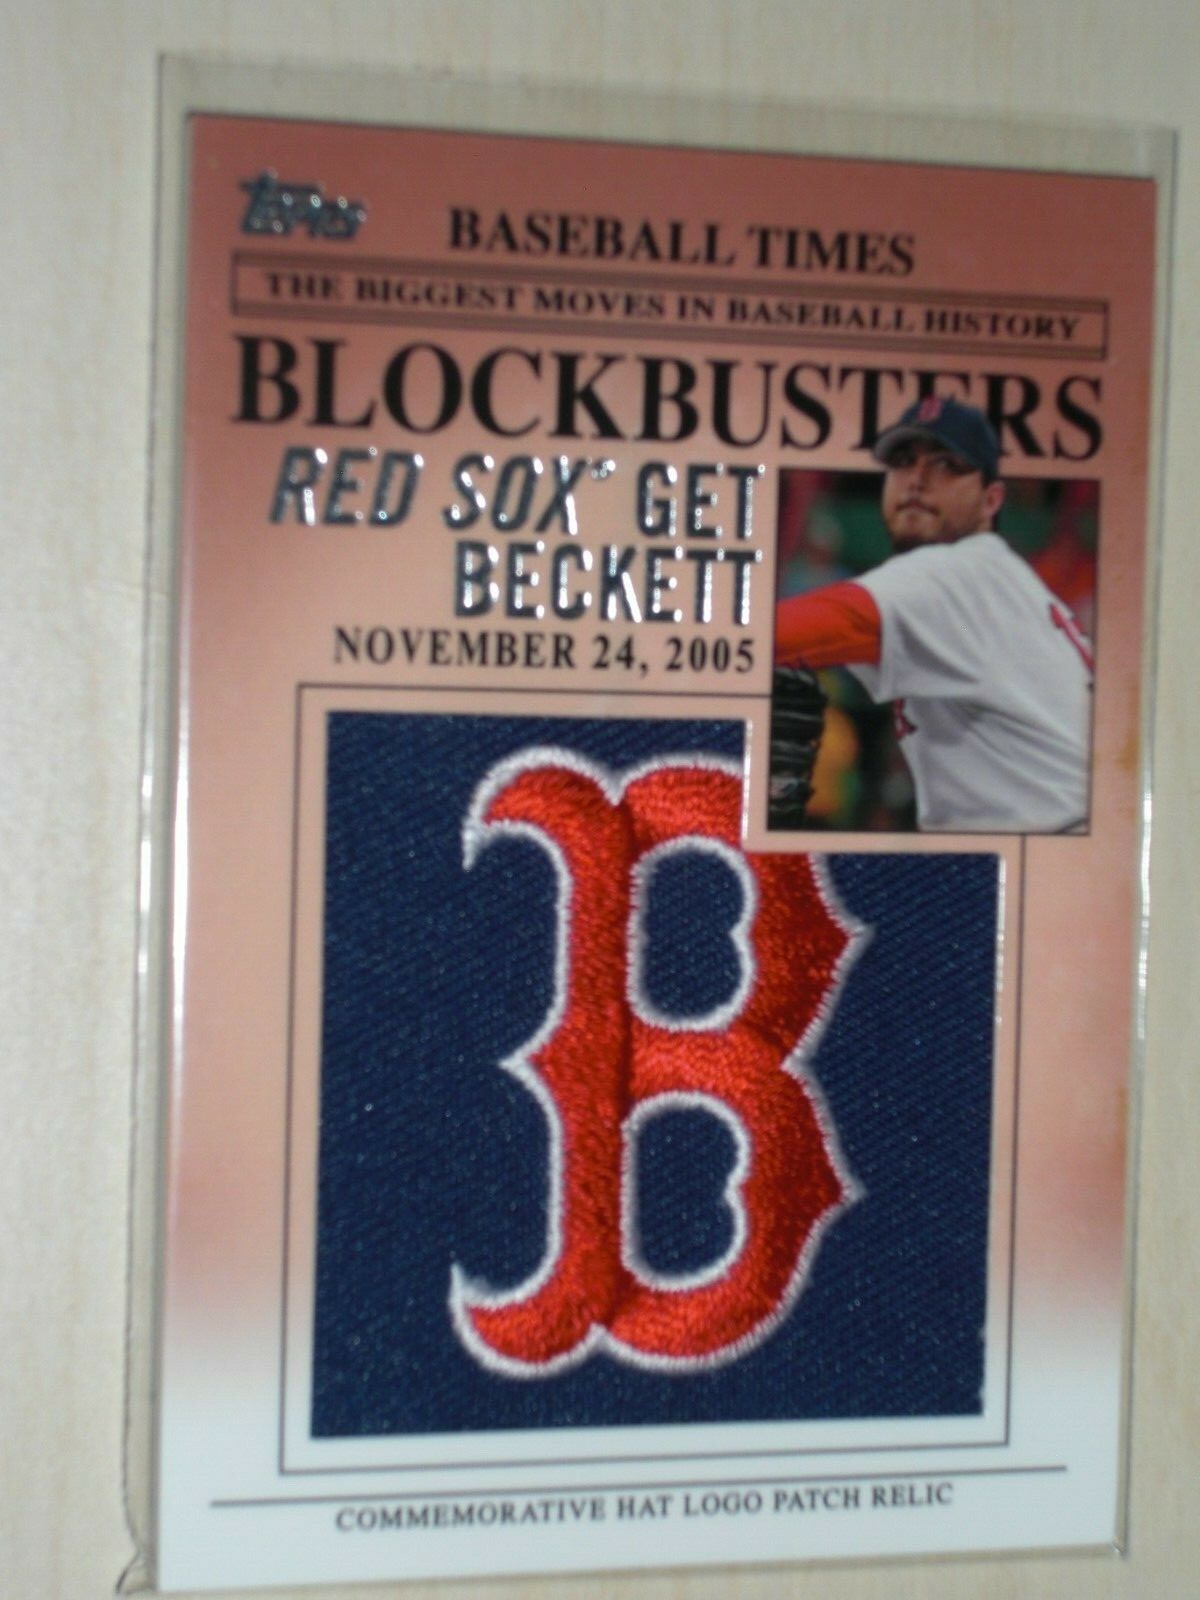 Topps
BASEBALL TIMES
THE BIGGEST MOVES IN BASEBALL HISTORY
BLOCKBUSTERS
RED SOX™ GET
BECKETT
NOVEMBER 24, 2005
B
COMMEMORATIVE HAT LOGO PATCH RELIC